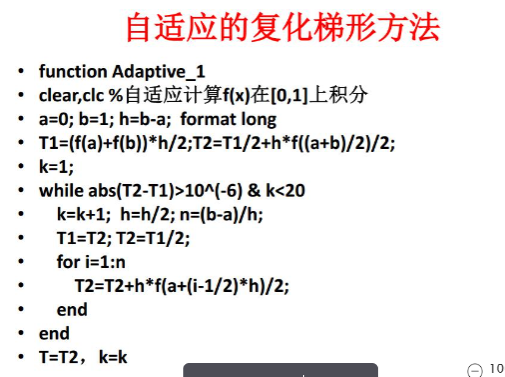 自适应的复化梯形方法
• function Adaptive_1
• clear,clc %自适应计算f(x)在[0,1]上积分
• a=0; b=1; h=b-a; format long
• T1=(f(a)+f(b))*h/2;T2=T1/2+h*f((a+b)/2)/2;
• k=1;
• while abs(T2-T1)>10^(-6) & k<20
• k=k+1; h=h/2; n=(b-a)/h;
• T1=T2; T2=T1/2;
• for i=1:n
• T2=T2+h*f(a+(i-1/2)*h)/2;
• end
• end
• T=T2， k=k
10